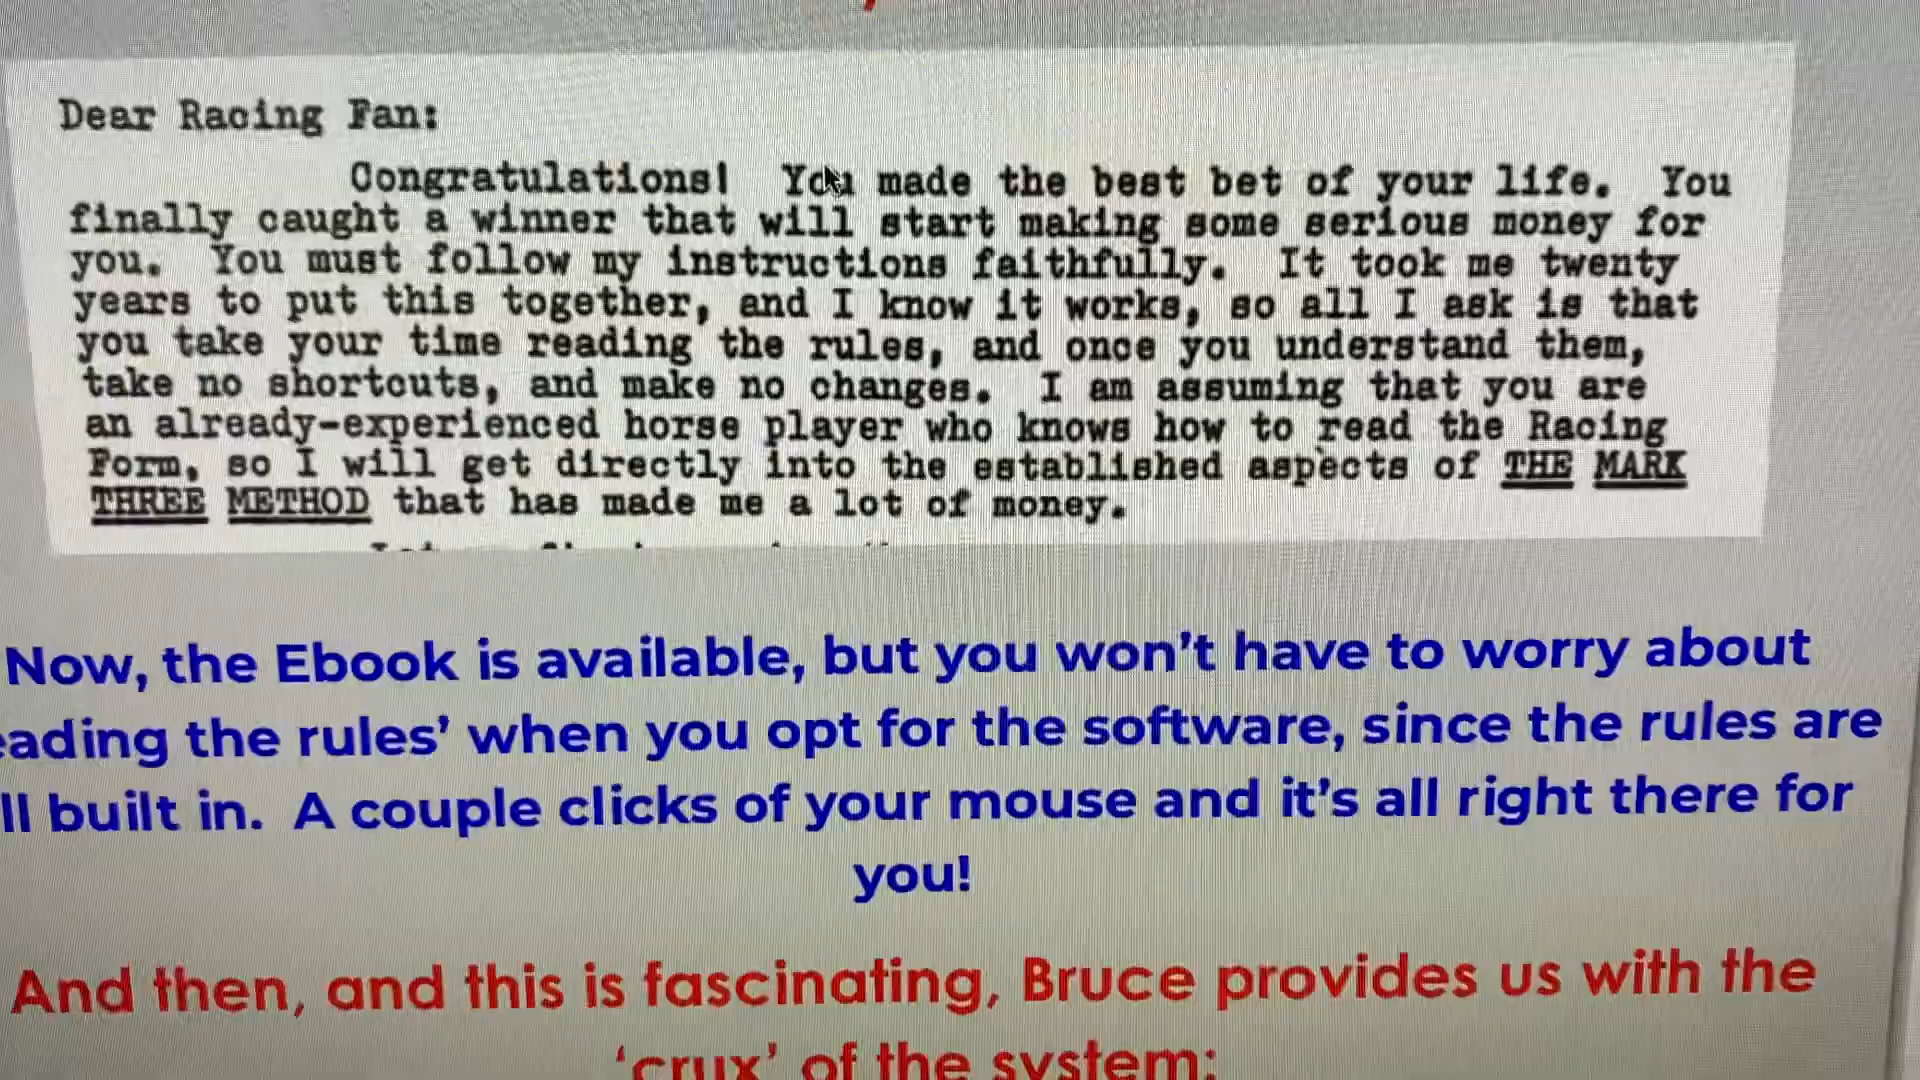 Dear Racing Fan:
Congratulations! You made the best bet of your life. You
finally caught a winner that will start making some serious money for
you. You must follow my instructions faithfully. It took me twenty
years to put this together, and I know it works, so all I ask is that
you take your time reading the rules, and once you understand them,
take no shortcuts, and make no changes. I am assuming that you are
an already-experienced horse player who knows how to read the Racing
Form, so I will get directly into the established aspects of THE MARK
THREE METHOD that has made me a lot of money.
Now, the Ebook is available, but you won't have to worry about
eading the rules' when you opt for the software, since the rules are
ll built in. A couple clicks of your mouse and it's all right there for
you!
And then, and this is fascinating, Bruce provides us with the
'crux' of the system: